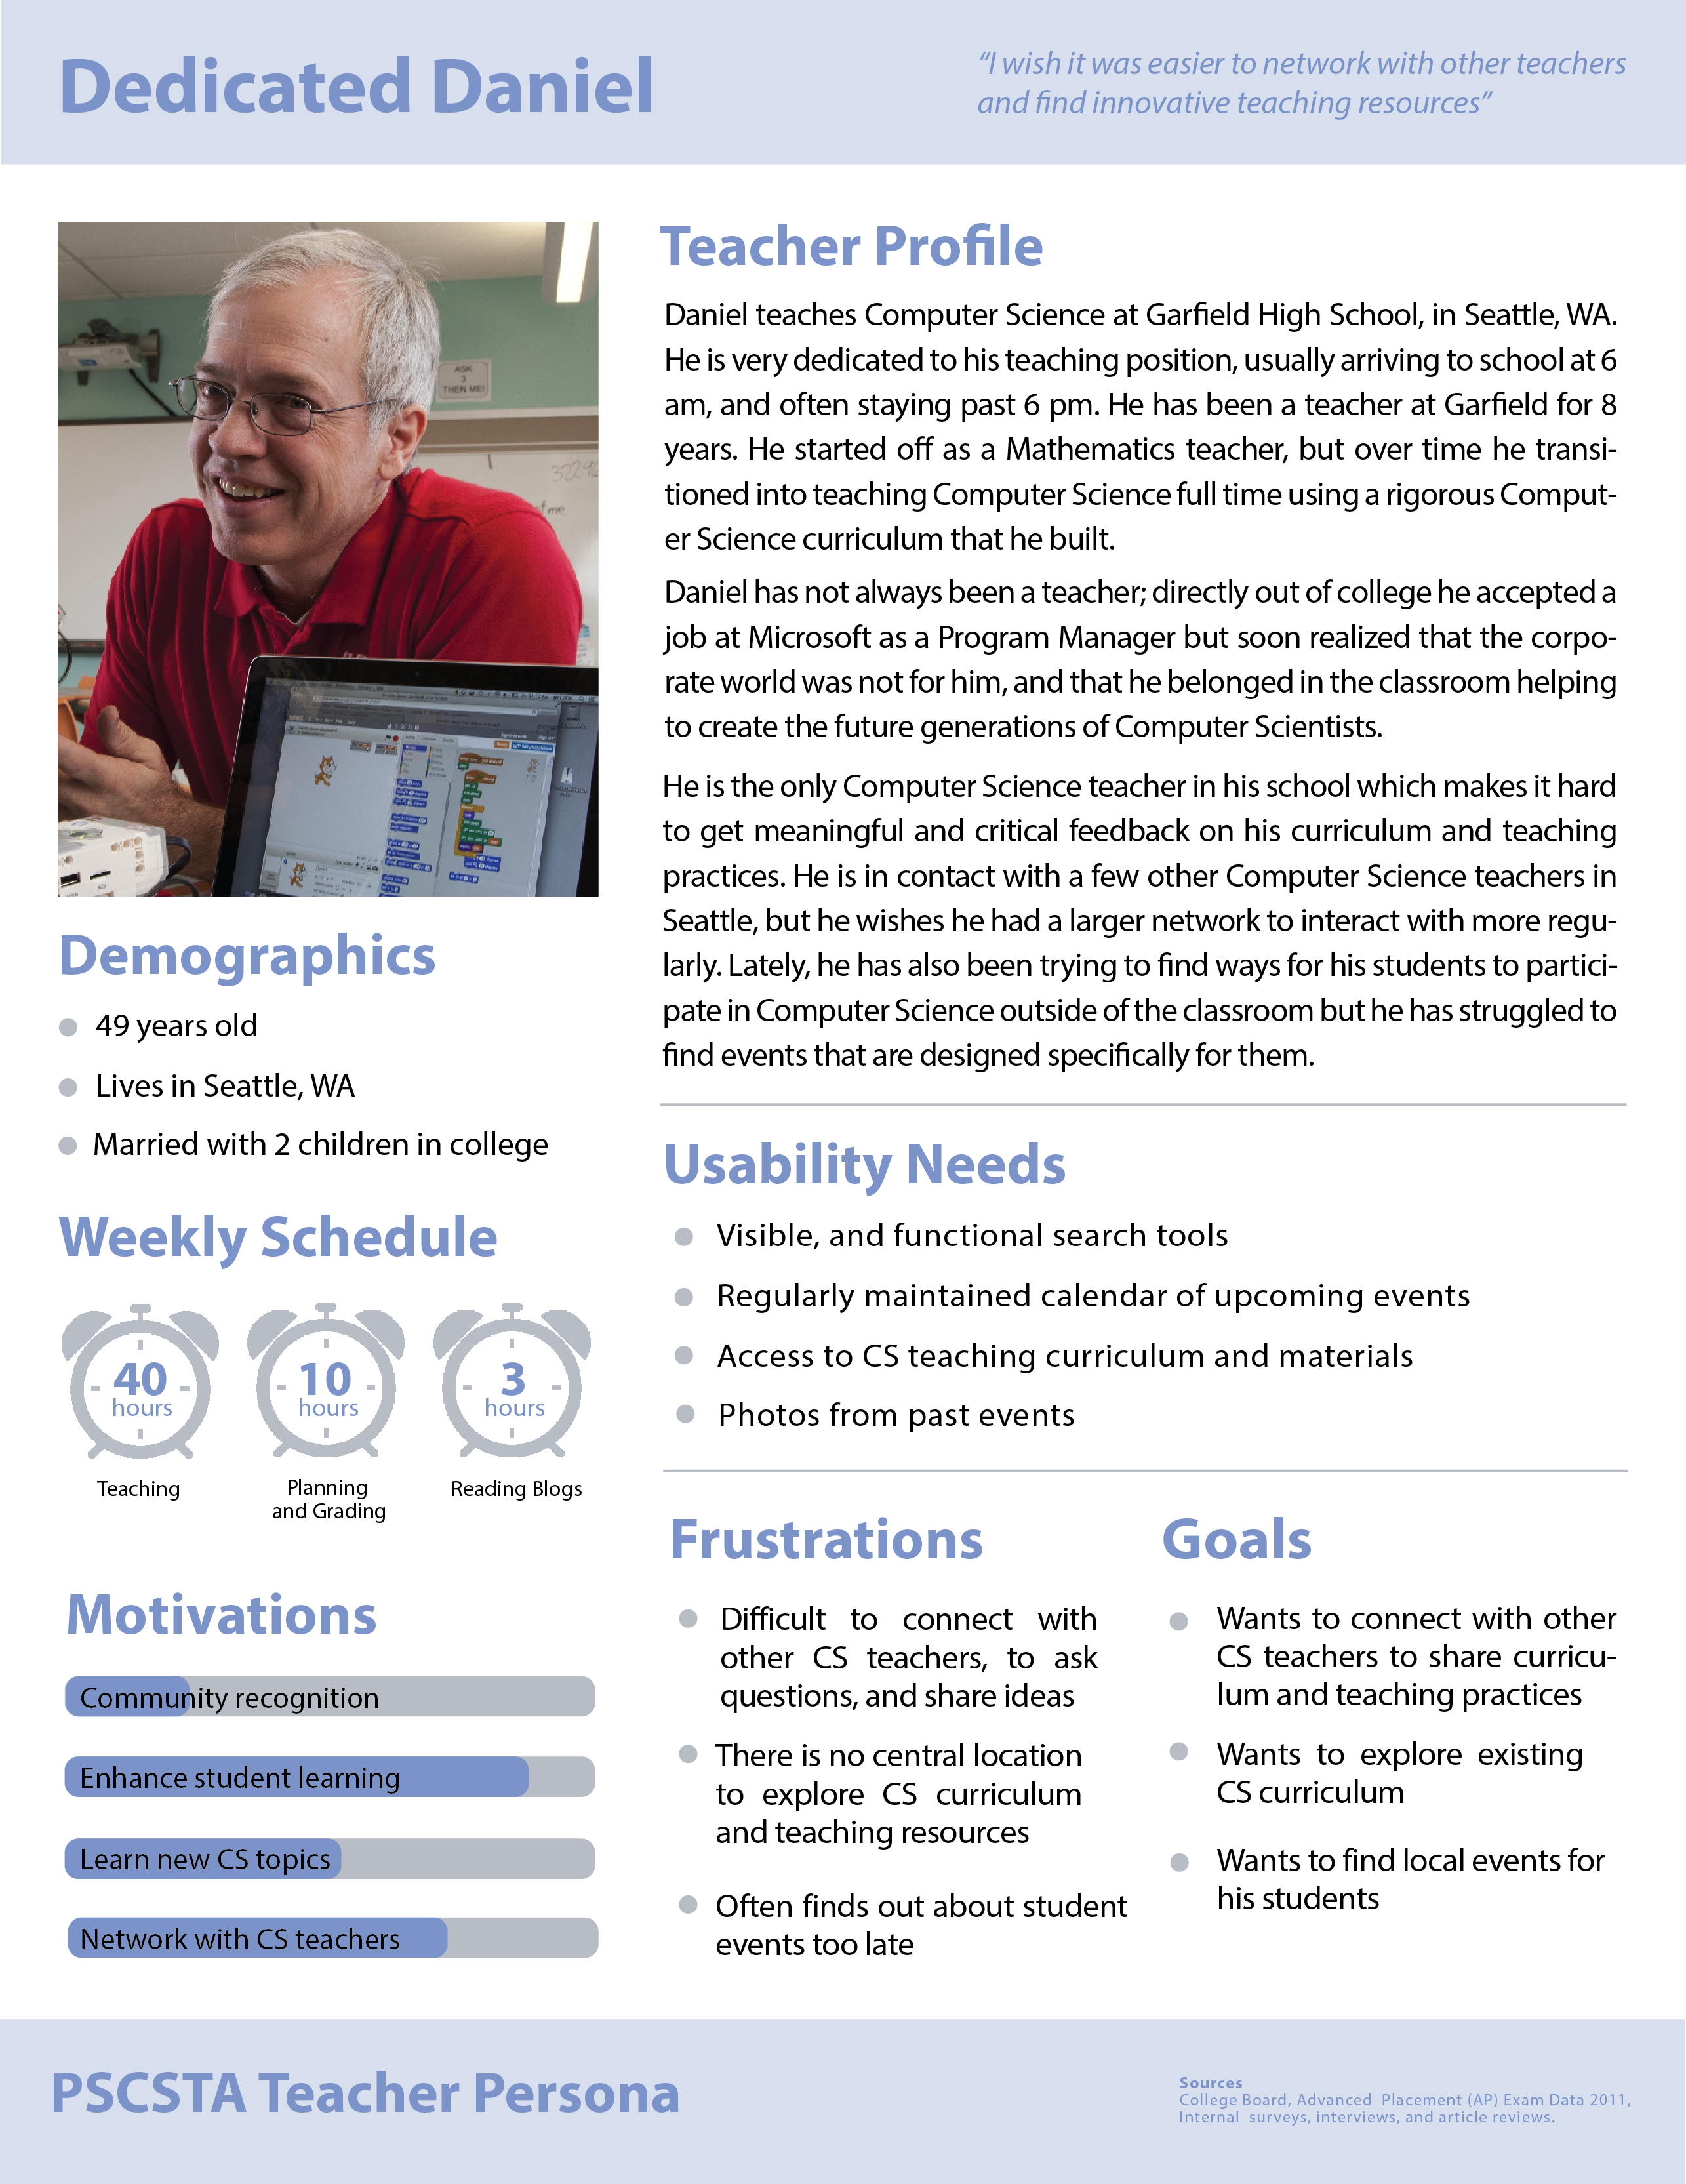 Dedicated Daniel
“I wish it was easier to network with other teachers
and find innovative teaching resources”
ASK
3
THEN ME!
Teacher Profile
Daniel teaches Computer Science at Garfield High School, in Seattle, WA.
He is very dedicated to his teaching position, usually arriving to school at 6
am, and often staying past 6 pm. He has been a teacher at Garfield for 8
years. He started off as a Mathematics teacher, but over time he transi-
tioned into teaching Computer Science full time using a rigorous Comput-
er Science curriculum that he built.
Daniel has not always been a teacher; directly out of college he accepted a
job at Microsoft as a Program Manager but soon realized that the corpo-
rate world was not for him, and that he belonged in the classroom helping
to create the future generations of Computer Scientists.
He is the only Computer Science teacher in his school which makes it hard
to get meaningful and critical feedback on his curriculum and teaching
practices. He is in contact with a few other Computer Science teachers in
Seattle, but he wishes he had a larger network to interact with more regu-
larly. Lately, he has also been trying to find ways for his students to partici-
pate in Computer Science outside of the classroom but he has struggled to
find events that are designed specifically for them.
Demographics
49 years old
Lives in Seattle, WA
Married with 2 children in college
Weekly Schedule
40 hours
10 hours
3 hours
Teaching
Planning
and Grading
Reading Blogs
Motivations
Community recognition
Enhance student learning
Learn new CS topics
Network with CS teachers
Usability Needs
Visible, and functional search tools
Regularly maintained calendar of upcoming events
Access to CS teaching curriculum and materials
Photos from past events
Frustrations
Difficult to connect with
other CS teachers, to ask
questions, and share ideas
There is no central location
to explore CS curriculum
and teaching resources
Often finds out about student
events too late
Goals
Wants to connect with other
CS teachers to share curricu-
lum and teaching practices
Wants to explore existing
CS curriculum
Wants to find local events for
his students
PSCSTA Teacher Persona
Sources
College Board, Advanced Placement (AP) Exam Data 2011,
Internal surveys, interviews, and article reviews.